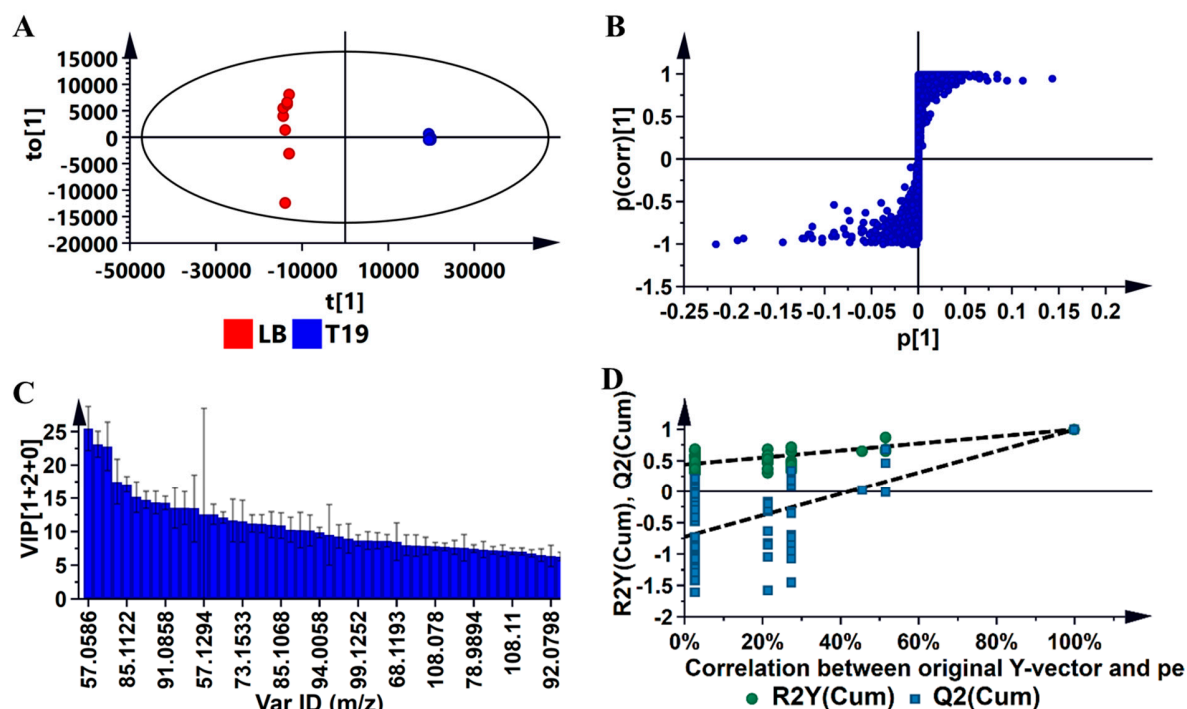 A
to[1]
15000
10000
5000
0
-5000
-10000
-15000
-20000
-50000 -30000 -10000 10000 30000
t[1]
LB T19
B
p(corr)[1]
1
0.5
0
-0.5
-1
-1.5
-0.25 -0.2 -0.15 -0.1 -0.05 0 0.05 0.1 0.15 0.2
p[1]
C
VIP[1+2+0]
25
20
15
10
5
0
57.0586 85.1122 91.0858 57.1294 73.1533 85.1068 94.0058 99.1252 68.1193 108.078 78.9894 108.11 92.0798
Var ID (m/z)
D
R2Y(Cum), Q2(Cum)
1
0.5
0
-0.5
-1
-1.5
-2
0% 20% 40% 60% 80% 100%
Correlation between original Y-vector and pe
R2Y(Cum) Q2(Cum)